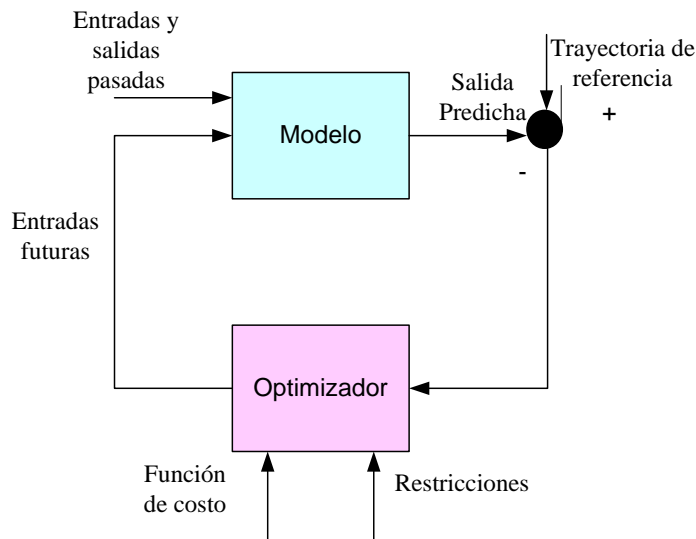 Entradas y
salidas
pasadas
Modelo
Salida
Predicha
Trayectoria de
referencia
+
-
Entradas
futuras
Optimizador
Función
de costo
Restricciones